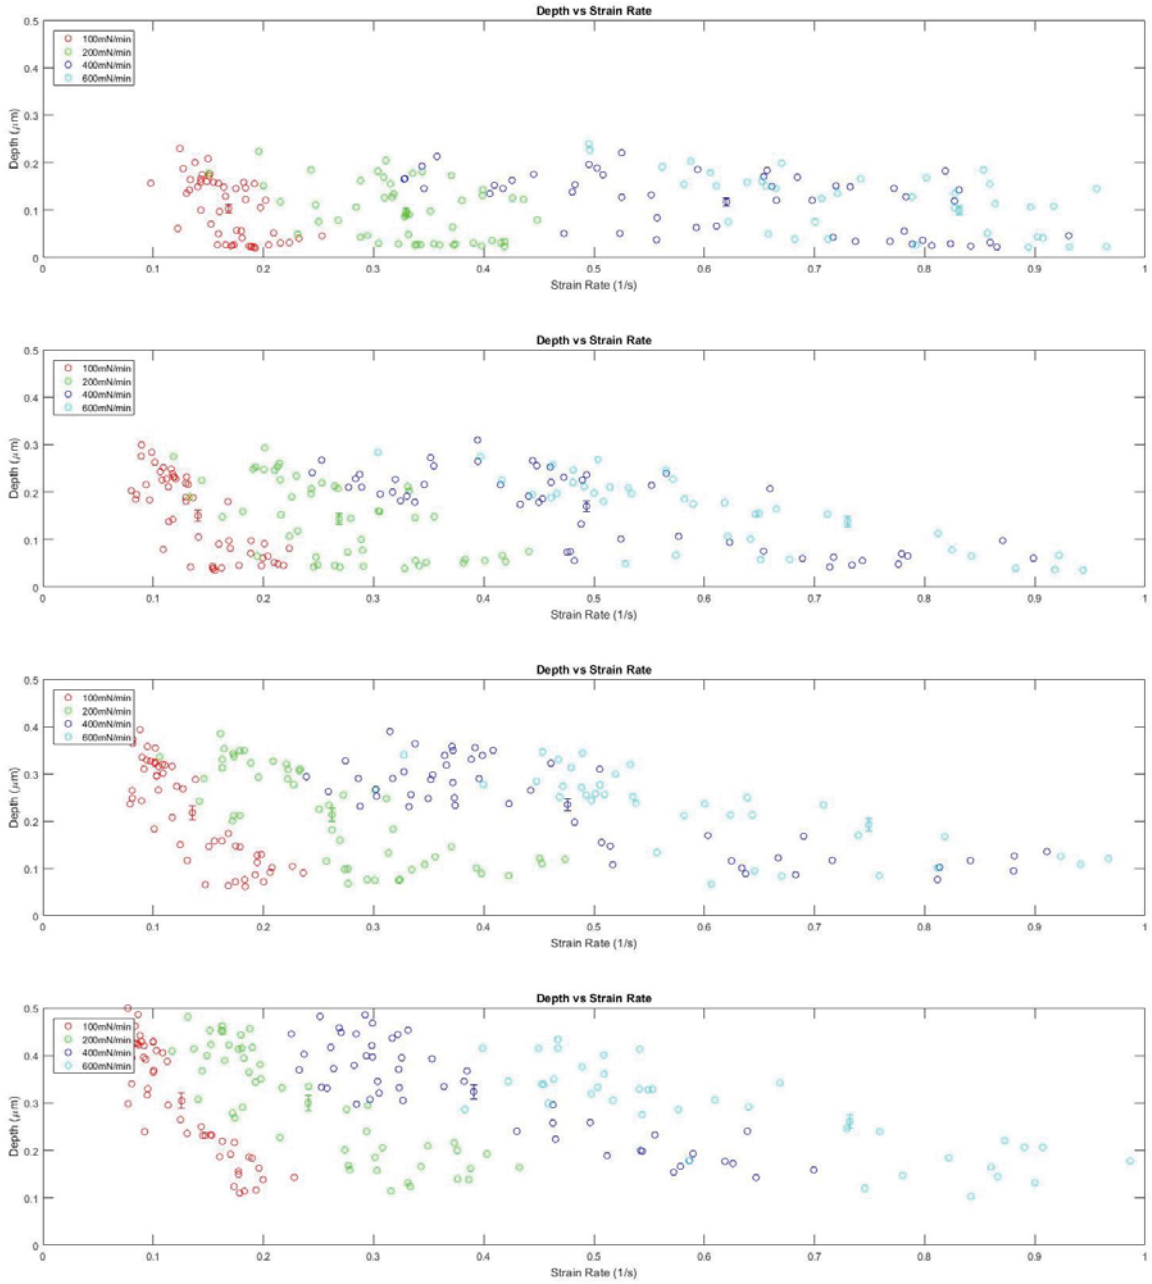 Depth vs Strain Rate
0.5
100mN/min
200mN/min
400mN/min
600mN/min
0.4
0.3
Depth (μm)
0.2
0.1
0
0 0.1 0.2 0.3 0.4 0.5 0.6 0.7 0.8 0.9 1
Strain Rate (1/s)
Depth vs Strain Rate
0.5
100mN/min
200mN/min
400mN/min
600mN/min
0.4
0.3
Depth (μm)
0.2
0.1
0
0 0.1 0.2 0.3 0.4 0.5 0.6 0.7 0.8 0.9 1
Strain Rate (1/s)
Depth vs Strain Rate
0.5
100mN/min
200mN/min
400mN/min
600mN/min
0.4
0.3
Depth (μm)
0.2
0.1
0
0 0.1 0.2 0.3 0.4 0.5 0.6 0.7 0.8 0.9 1
Strain Rate (1/s)
Depth vs Strain Rate
0.5
100mN/min
200mN/min
400mN/min
600mN/min
0.4
0.3
Depth (μm)
0.2
0.1
0
0 0.1 0.2 0.3 0.4 0.5 0.6 0.7 0.8 0.9 1
Strain Rate (1/s)